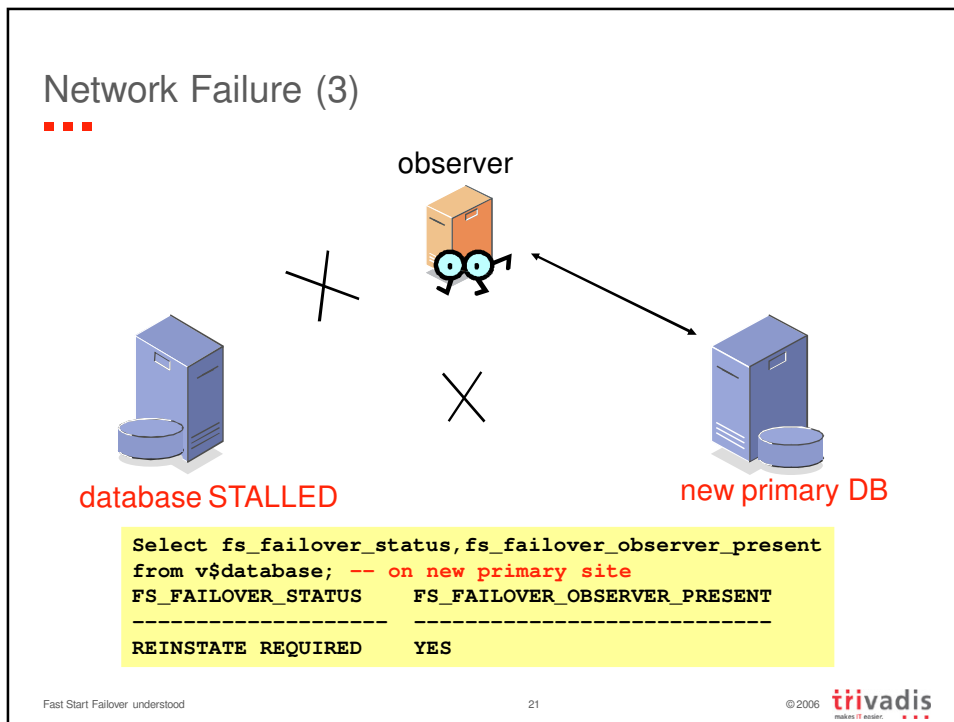 Network Failure (3)
observer
database STALLED
new primary DB
Select fs_failover_status,fs_failover_observer_present
from v$database; -- on new primary site
FS_FAILOVER_STATUS FS_FAILOVER_OBSERVER_PRESENT
-------------------- ----------------------------
REINSTATE REQUIRED YES
Fast Start Failover understood
21
© 2006
trivadis
makes IT easier.